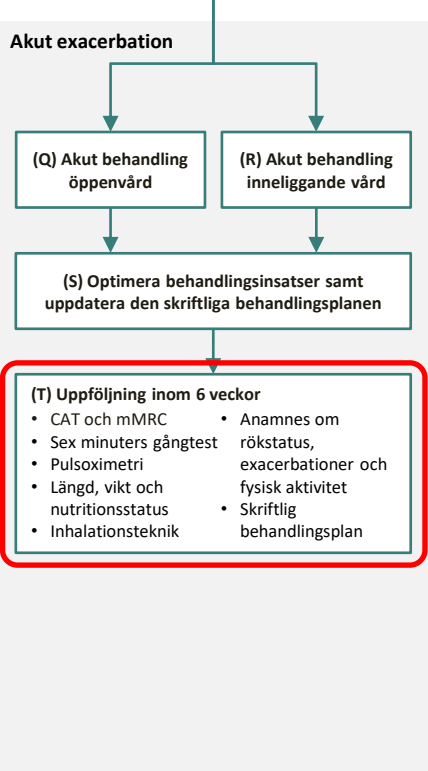 Akut exacerbation
(Q) Akut behandling
öppenvård
(R) Akut behandling
inneliggande vård
(S) Optimera behandlingsinsatser samt
uppdatera den skriftliga behandlingsplanen
(T) Uppföljning inom 6 veckor
• CAT och mMRC
• Sex minuters gångtest
• Pulsoximetri
• Längd, vikt och
nutritionsstatus
• Inhalationsteknik
• Anamnes om
rökstatus,
exacerbationer och
fysisk aktivitet
• Skriftlig
behandlingsplan